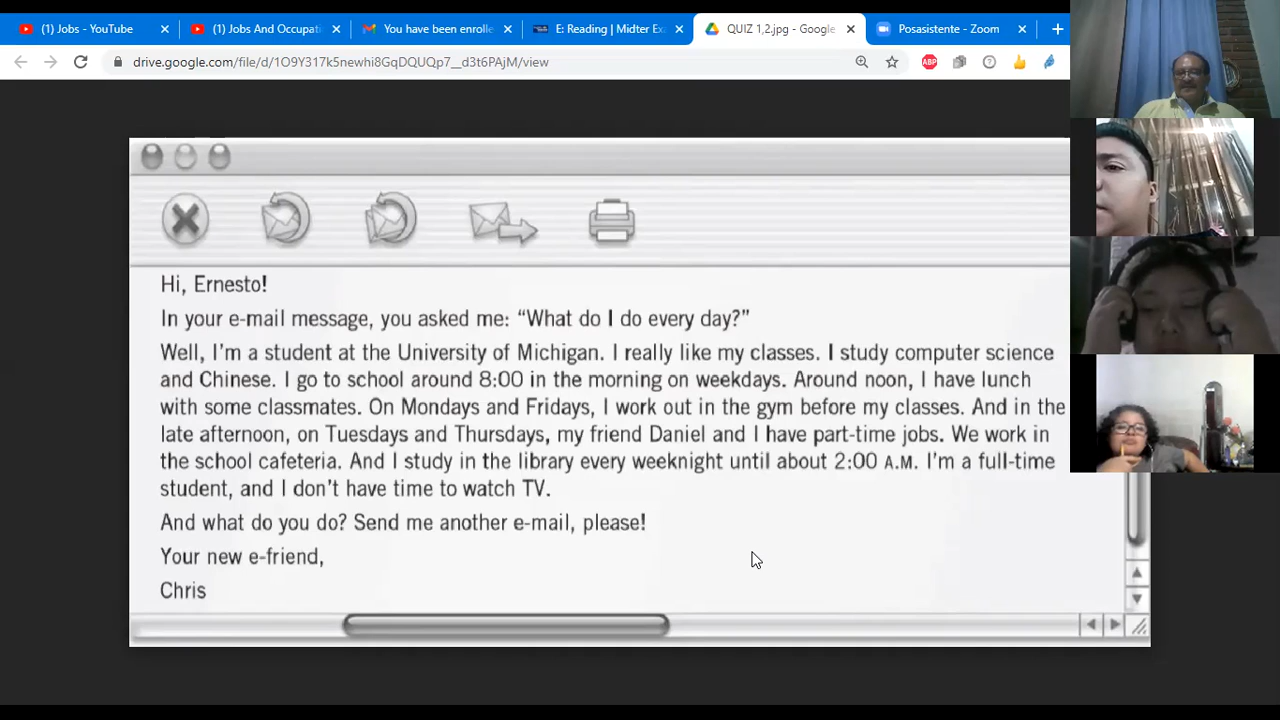 (1) Jobs - YouTube
(1) Jobs And Occupati
You have been enrolle
E: Reading | Midter Ex
QUIZ 1,2.jpg - Google
Posasistente - Zoom
drive.google.com/file/d/1O9Y317k5newhi8GqDQUQp7__d3t6PAjM/view
ABP
Hi, Ernesto!
In your e-mail message, you asked me: “What do I do every day?”
Well, I’m a student at the University of Michigan. I really like my classes. I study computer science
and Chinese. I go to school around 8:00 in the morning on weekdays. Around noon, I have lunch
with some classmates. On Mondays and Fridays, I work out in the gym before my classes. And in the
late afternoon, on Tuesdays and Thursdays, my friend Daniel and I have part-time jobs. We work in
the school cafeteria. And I study in the library every weeknight until about 2:00 A.M. I’m a full-time
student, and I don’t have time to watch TV.
And what do you do? Send me another e-mail, please!
Your new e-friend,
Chris